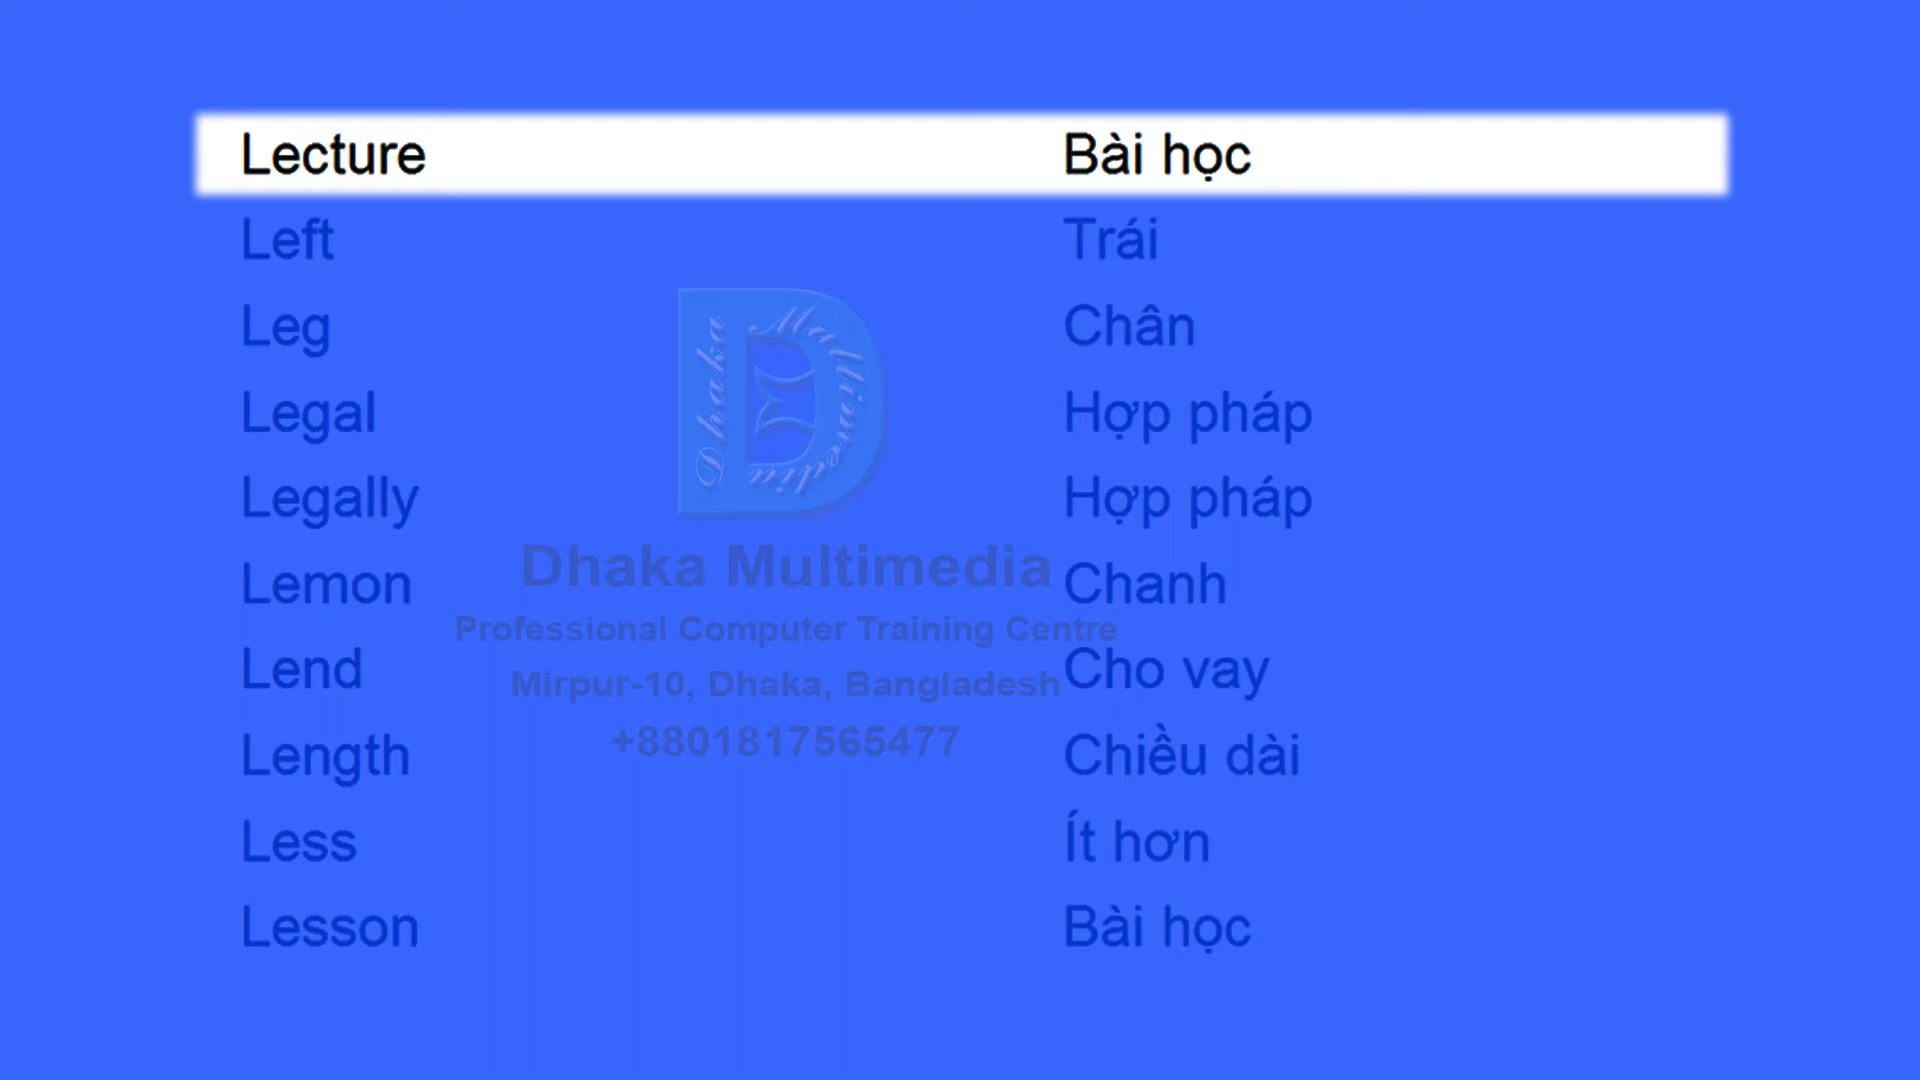 Lecture Bài học
Left Trái
Leg Chân
Legal Hợp pháp
Legally Hợp pháp
Lemon Chanh
Lend Cho vay
Length Chiều dài
Less Ít hơn
Lesson Bài học
Dhaka Multimedia
Dhaka Multimedia
Professional Computer Training Centre
Mirpur-10, Dhaka, Bangladesh
+8801817565477